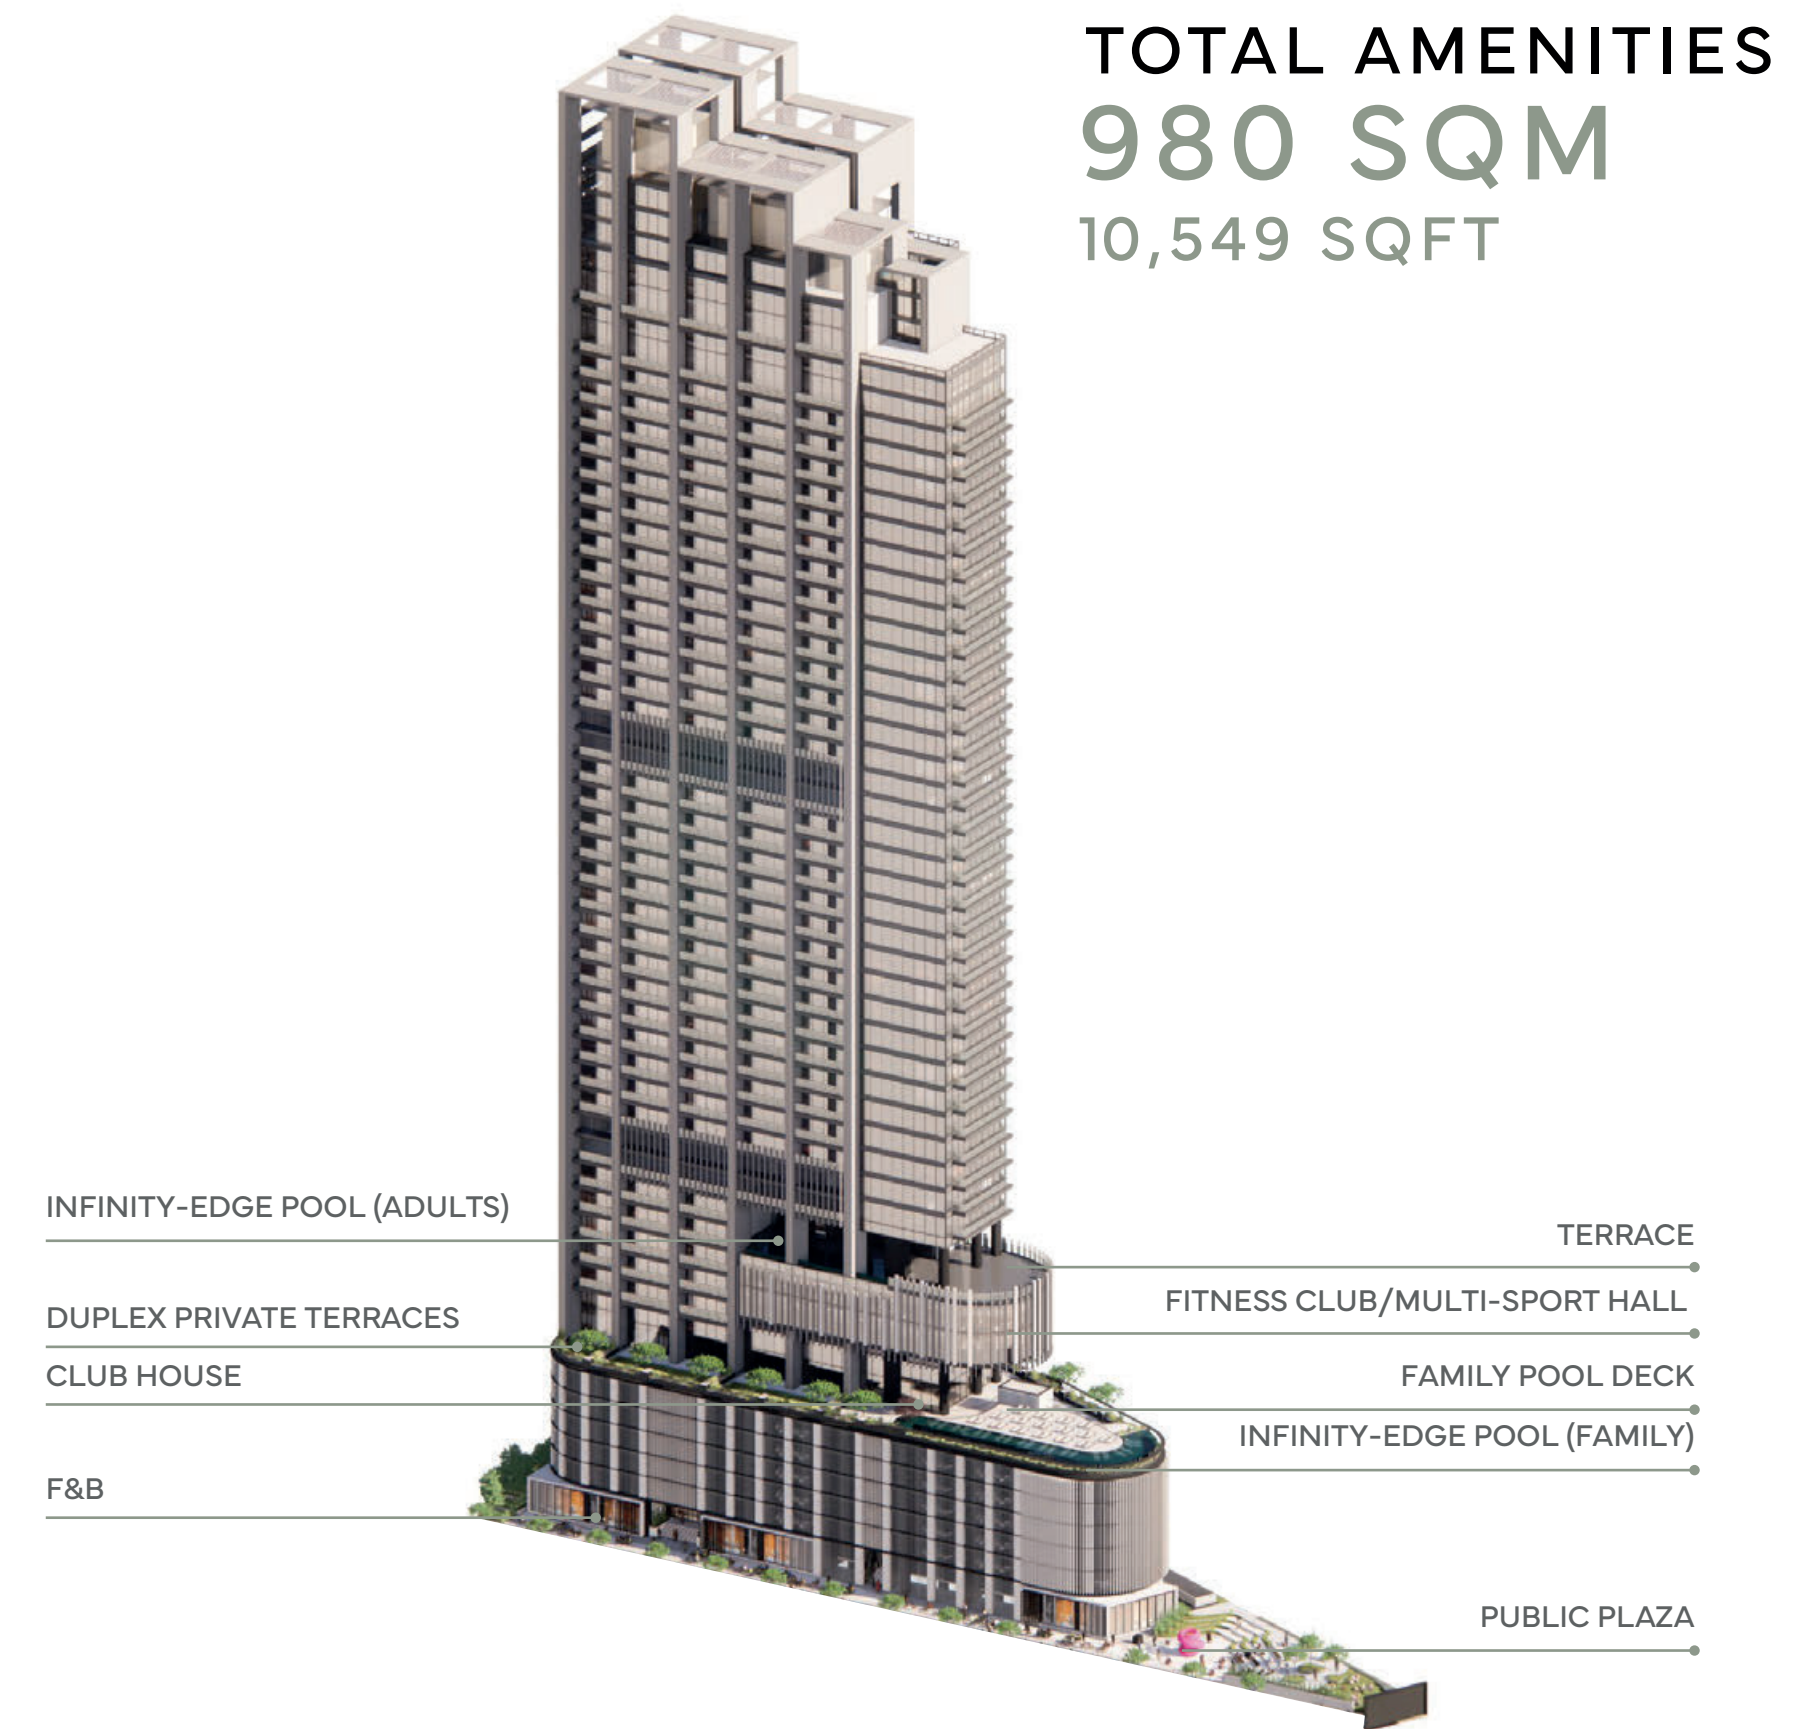 TOTAL AMENITIES
980 SQM
10,549 SQFT
INFINITY-EDGE POOL (ADULTS)
DUPLEX PRIVATE TERRACES
CLUB HOUSE
F&B
TERRACE
FITNESS CLUB/MULTI-SPORT HALL
FAMILY POOL DECK
INFINITY-EDGE POOL (FAMILY)
PUBLIC PLAZA